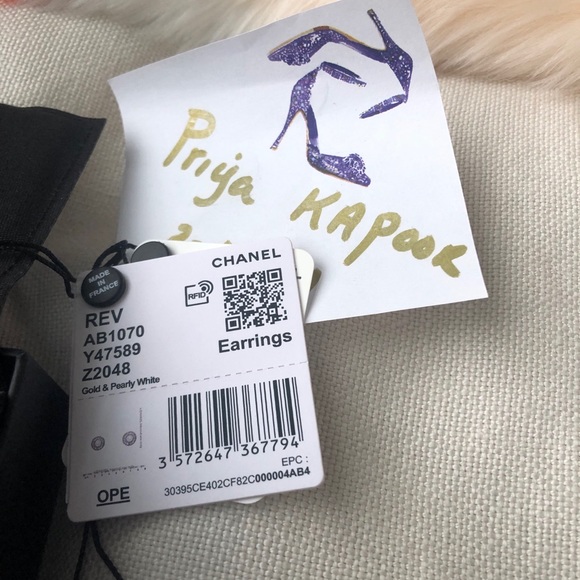 Priya
KAPOOR
CHANEL
MADE
IN
FRANCE
RFID
REV
AB1070
Y47589
Z2048
Gold & Pearly White
Earrings
3 572647 367794
EPC :
30395CE402CF82C000004AB4
OPE